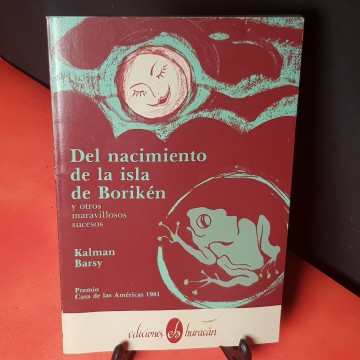 Del nacimiento
de la isla
de Borikén
y otros
maravillosos
sucesos
Kalman
Barsy
Premio
Casa de las Américas 1981
ediciones eh huracán